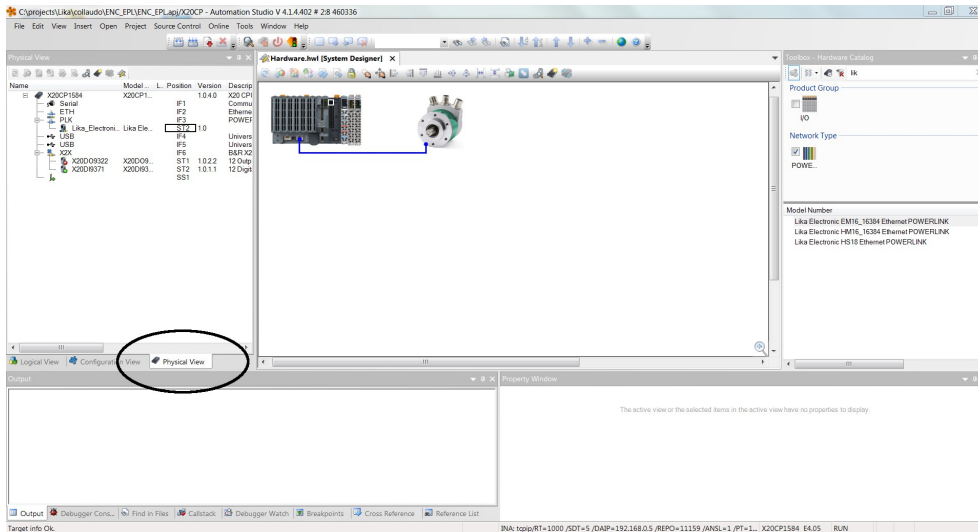 C:\projects\Lika\collaudo\ENC_EPL\ENC_EPL.apj/X20CP - Automation Studio V 4.1.4.402 # 2:8 460336
File Edit View Insert Open Project Source Control Online Tools Window Help
Physical View
Name Model ... L.. Position Version Descrip
X20CP1584 X20CP1... 1.0.4.0 X20 CPI
Serial IF1 Commu
ETH IF2 Etherne
PLK IF3 POWEF
Lika_Electroni... Lika Ele... ST2 1.0
USB IF4 Univers
USB IF5 Univers
X2X IF6 B&R X2
X20DO9322 X20DO9... ST1 1.0.2.2 12 Outp
X20DI9371 X20DI93... ST2 1.0.1.1 12 Digit
SS1
Logical View Configuration View Physical View
Hardware.hwl [System Designer] X
Toolbox - Hardware Catalog
lik
Product Group
I/O
Network Type
POWE...
Model Number
Lika Electronic EM16_16384 Ethernet POWERLINK
Lika Electronic HM16_16384 Ethernet POWERLINK
Lika Electronic HS18 Ethernet POWERLINK
Output
Property Window
The active view or the selected items in the active view have no properties to display.
Output Debugger Cons... Find in Files Callstack Debugger Watch Breakpoints Cross Reference Reference List
Target info Ok.
INA: tcpip/RT=1000 /SDT=5 /DAIP=192.168.0.5 /REPO=11159 /ANSL=1 /PT=1... X20CP1584 E4.05 RUN